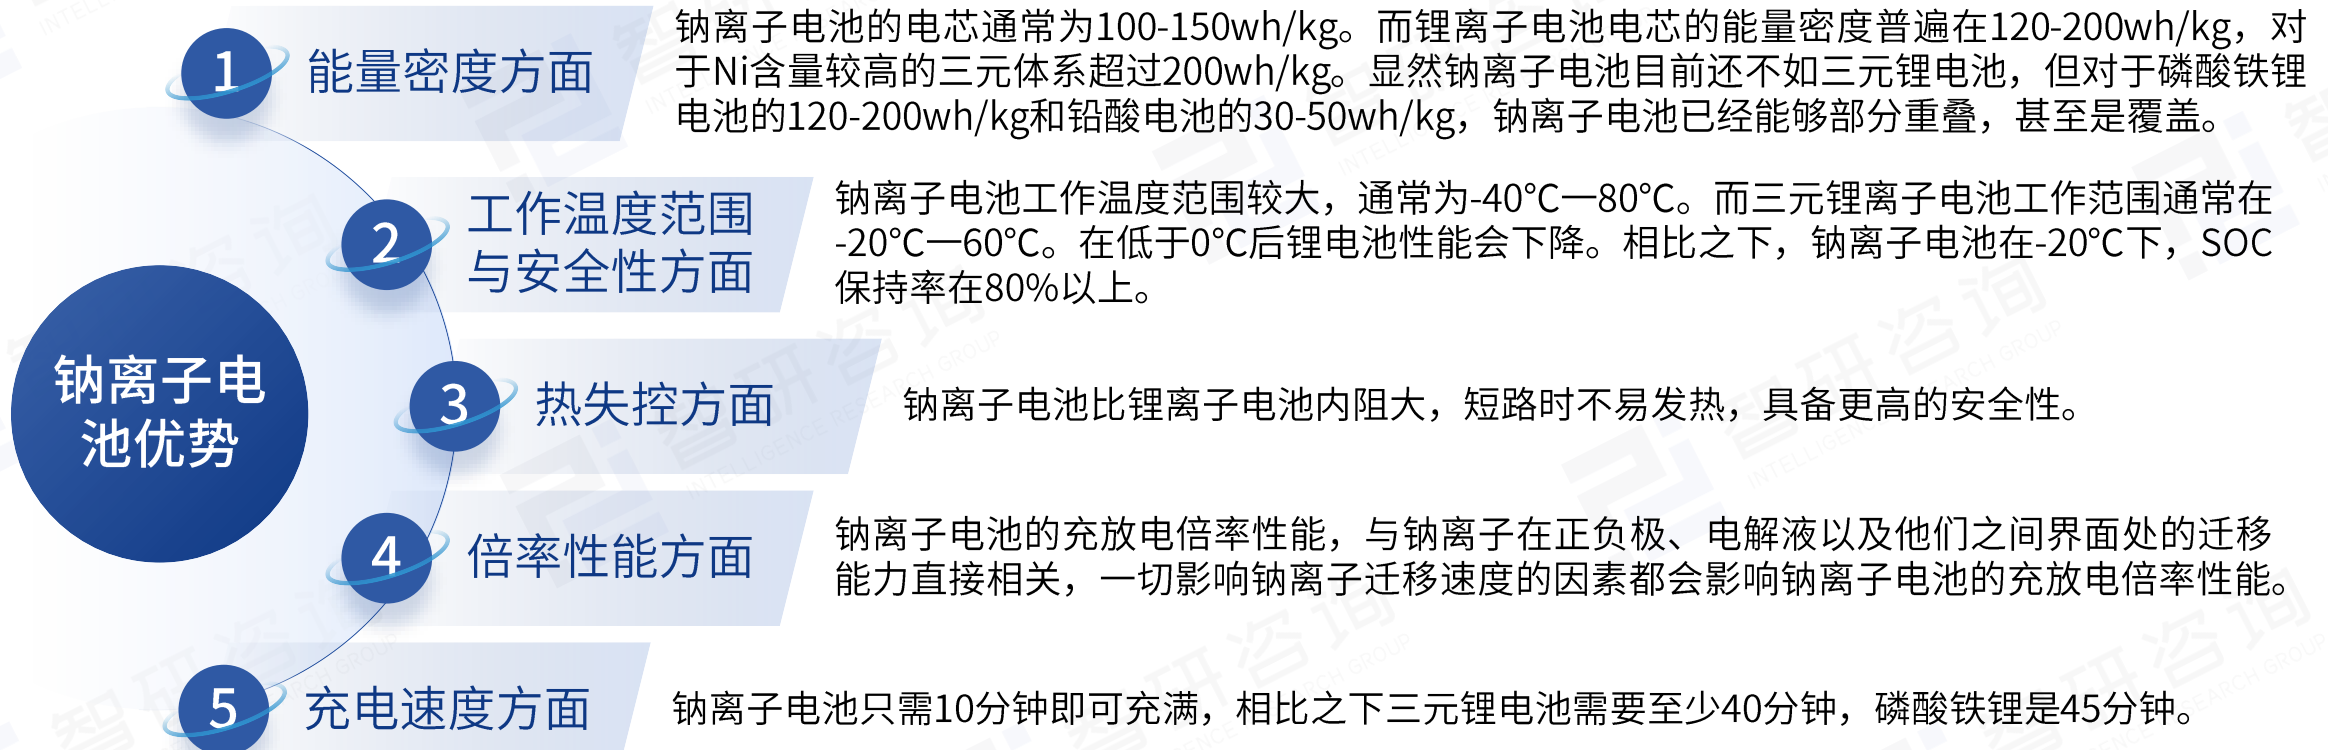 钠离子电
池优势
1
能量密度方面
钠离子电池的电芯通常为100-150wh/kg。而锂离子电池电芯的能量密度普遍在120-200wh/kg，对
于Ni含量较高的三元体系超过200wh/kg。显然钠离子电池目前还不如三元锂电池，但对于磷酸铁锂
电池的120-200wh/kg和铅酸电池的30-50wh/kg，钠离子电池已经能够部分重叠，甚至是覆盖。
2
工作温度范围
与安全性方面
钠离子电池工作温度范围较大，通常为-40℃—80℃。而三元锂离子电池工作范围通常在
-20℃—60℃。在低于0℃后锂电池性能会下降。相比之下，钠离子电池在-20℃下，SOC
保持率在80%以上。
3
热失控方面
钠离子电池比锂离子电池内阻大，短路时不易发热，具备更高的安全性。
4
倍率性能方面
钠离子电池的充放电倍率性能，与钠离子在正负极、电解液以及他们之间界面处的迁移
能力直接相关，一切影响钠离子迁移速度的因素都会影响钠离子电池的充放电倍率性能。
5
充电速度方面
钠离子电池只需10分钟即可充满，相比之下三元锂电池需要至少40分钟，磷酸铁锂是45分钟。
智研咨询
INTELLIGENCE RESEARCH GROUP